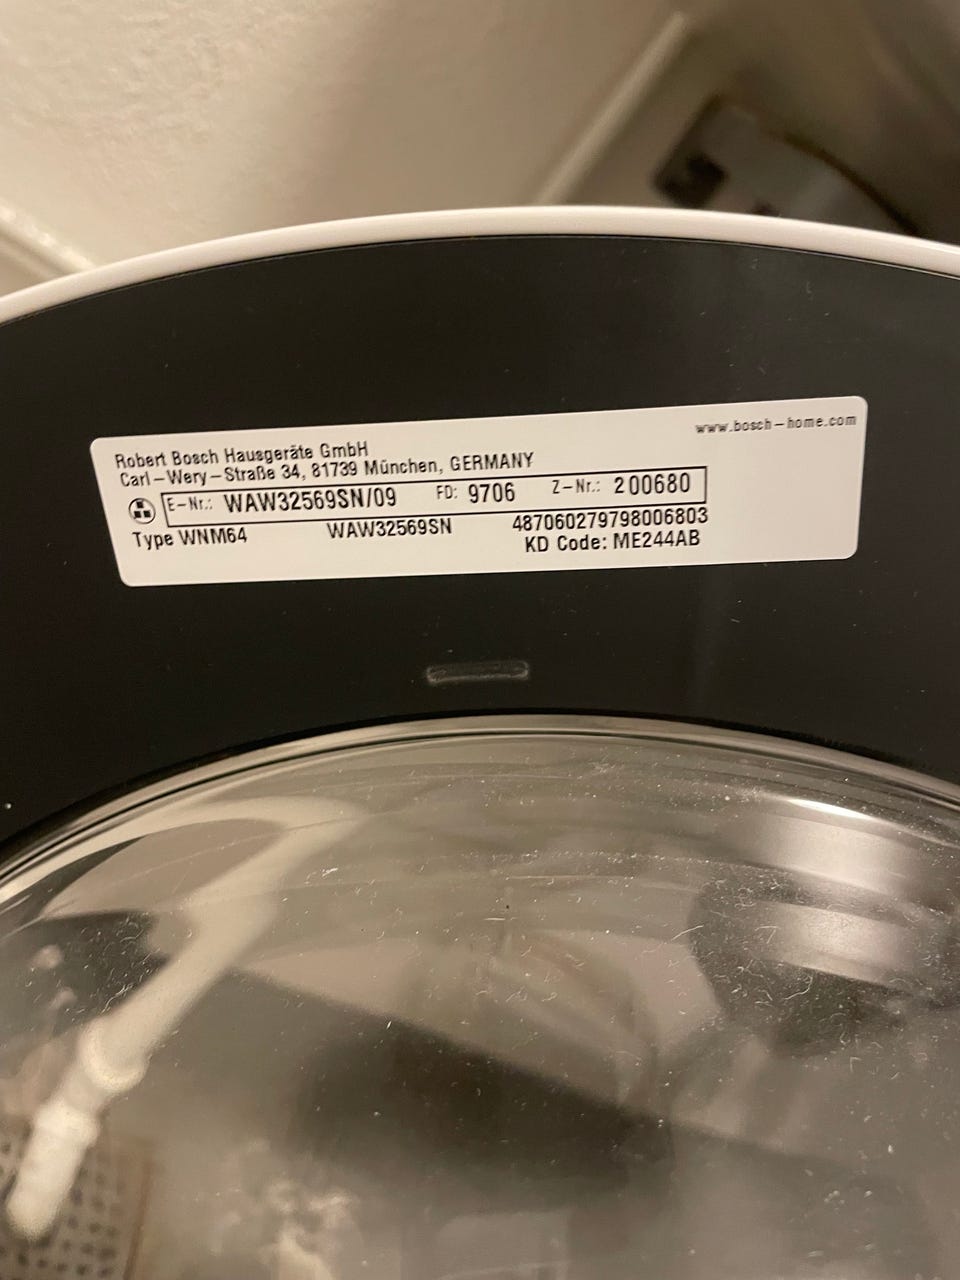 www.bosch-home.com
Robert Bosch Hausgeräte GmbH
Carl-Wery-Straße 34, 81739 München, GERMANY
E-Nr.: WAW32569SN/09 FD: 9706 Z-Nr.: 200680
Type WNM64 WAW32569SN 487060279798006803
KD Code: ME244AB